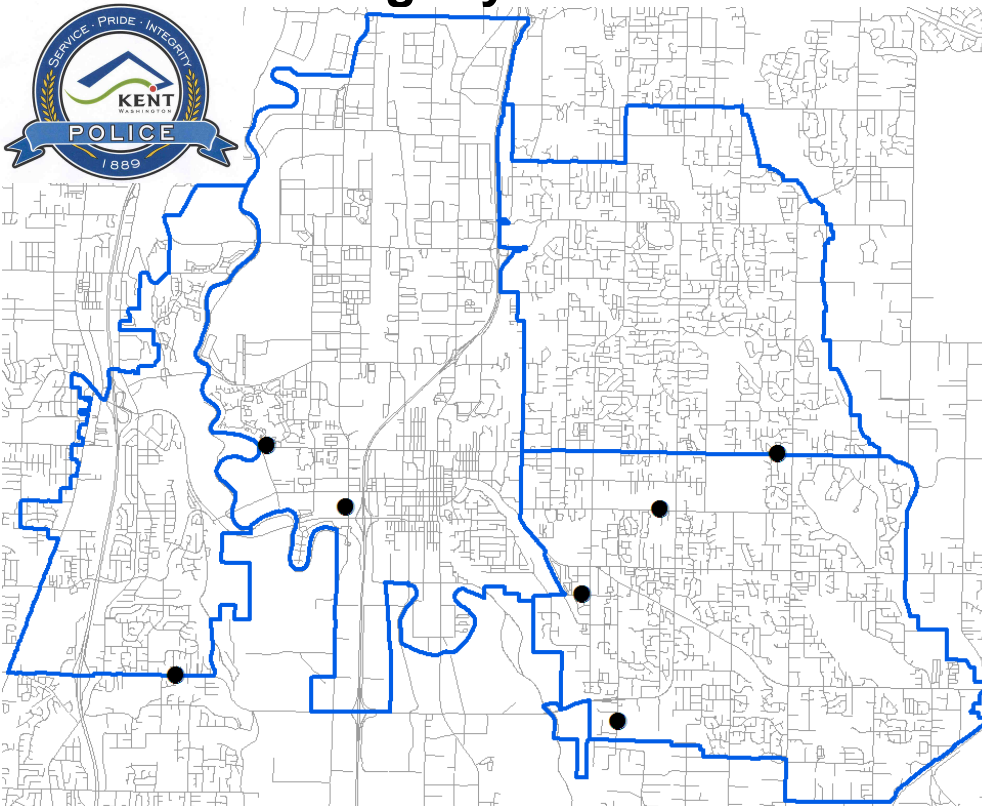 SERVICE · PRIDE · INTEGRITY
KENT
WASHINGTON
POLICE
1889